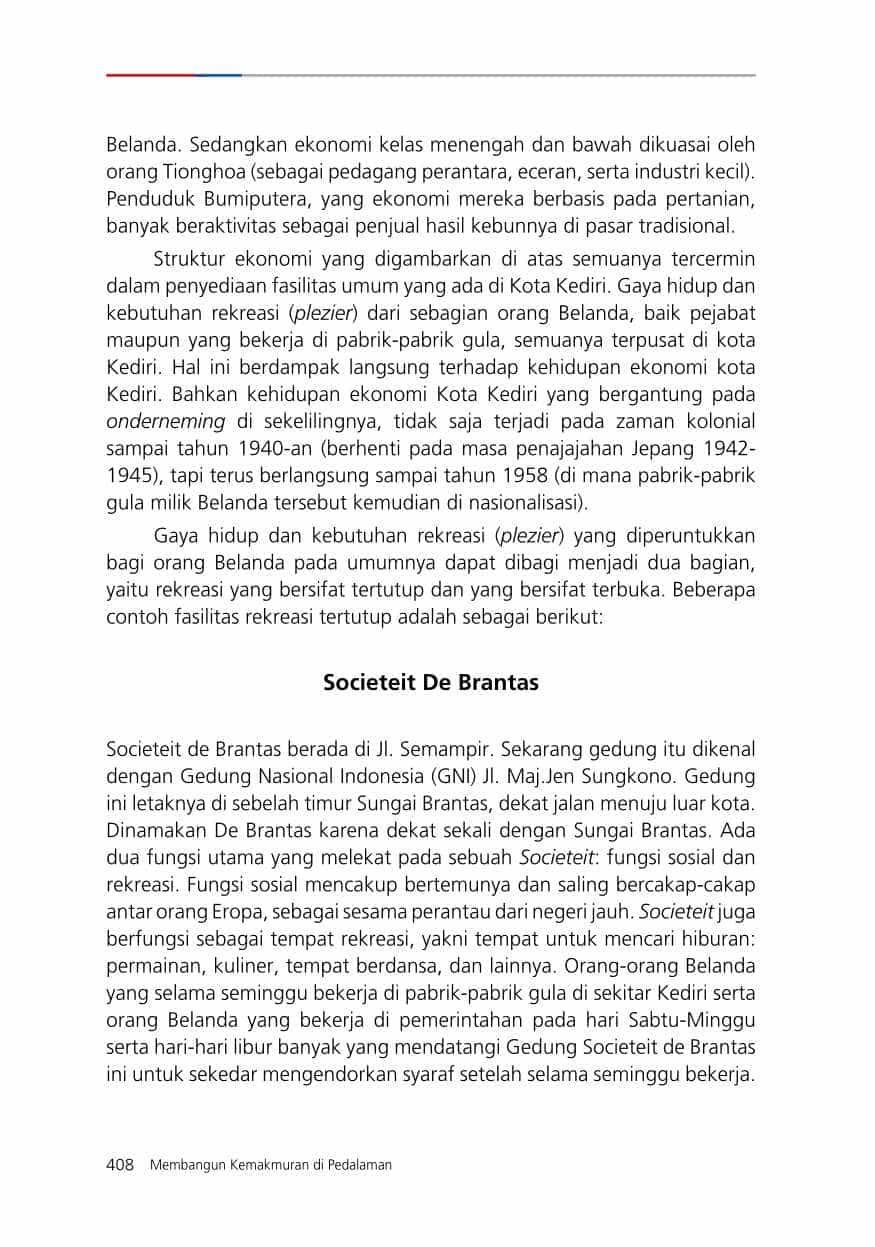 Belanda. Sedangkan ekonomi kelas menengah dan bawah dikuasai oleh
orang Tionghoa (sebagai pedagang perantara, eceran, serta industri kecil).
Penduduk Bumiputera, yang ekonomi mereka berbasis pada pertanian,
banyak beraktivitas sebagai penjual hasil kebunnya di pasar tradisional.
Struktur ekonomi yang digambarkan di atas semuanya tercermin
dalam penyediaan fasilitas umum yang ada di Kota Kediri. Gaya hidup dan
kebutuhan rekreasi (plezier) dari sebagian orang Belanda, baik pejabat
maupun yang bekerja di pabrik-pabrik gula, semuanya terpusat di kota
Kediri. Hal ini berdampak langsung terhadap kehidupan ekonomi kota
Kediri. Bahkan kehidupan ekonomi Kota Kediri yang bergantung pada
onderneming di sekelilingnya, tidak saja terjadi pada zaman kolonial
sampai tahun 1940-an (berhenti pada masa penajajahan Jepang 1942-
1945), tapi terus berlangsung sampai tahun 1958 (di mana pabrik-pabrik
gula milik Belanda tersebut kemudian di nasionalisasi).
Gaya hidup dan kebutuhan rekreasi (plezier) yang diperuntukkan
bagi orang Belanda pada umumnya dapat dibagi menjadi dua bagian,
yaitu rekreasi yang bersifat tertutup dan yang bersifat terbuka. Beberapa
contoh fasilitas rekreasi tertutup adalah sebagai berikut:
Societeit De Brantas
Societeit de Brantas berada di Jl. Semampir. Sekarang gedung itu dikenal
dengan Gedung Nasional Indonesia (GNI) Jl. Maj.Jen Sungkono. Gedung
ini letaknya di sebelah timur Sungai Brantas, dekat jalan menuju luar kota.
Dinamakan De Brantas karena dekat sekali dengan Sungai Brantas. Ada
dua fungsi utama yang melekat pada sebuah Societeit: fungsi sosial dan
rekreasi. Fungsi sosial mencakup bertemunya dan saling bercakap-cakap
antar orang Eropa, sebagai sesama perantau dari negeri jauh. Societeit juga
berfungsi sebagai tempat rekreasi, yakni tempat untuk mencari hiburan:
permainan, kuliner, tempat berdansa, dan lainnya. Orang-orang Belanda
yang selama seminggu bekerja di pabrik-pabrik gula di sekitar Kediri serta
orang Belanda yang bekerja di pemerintahan pada hari Sabtu-Minggu
serta hari-hari libur banyak yang mendatangi Gedung Societeit de Brantas
ini untuk sekedar mengendorkan syaraf setelah selama seminggu bekerja.
408 Membangun Kemakmuran di Pedalaman